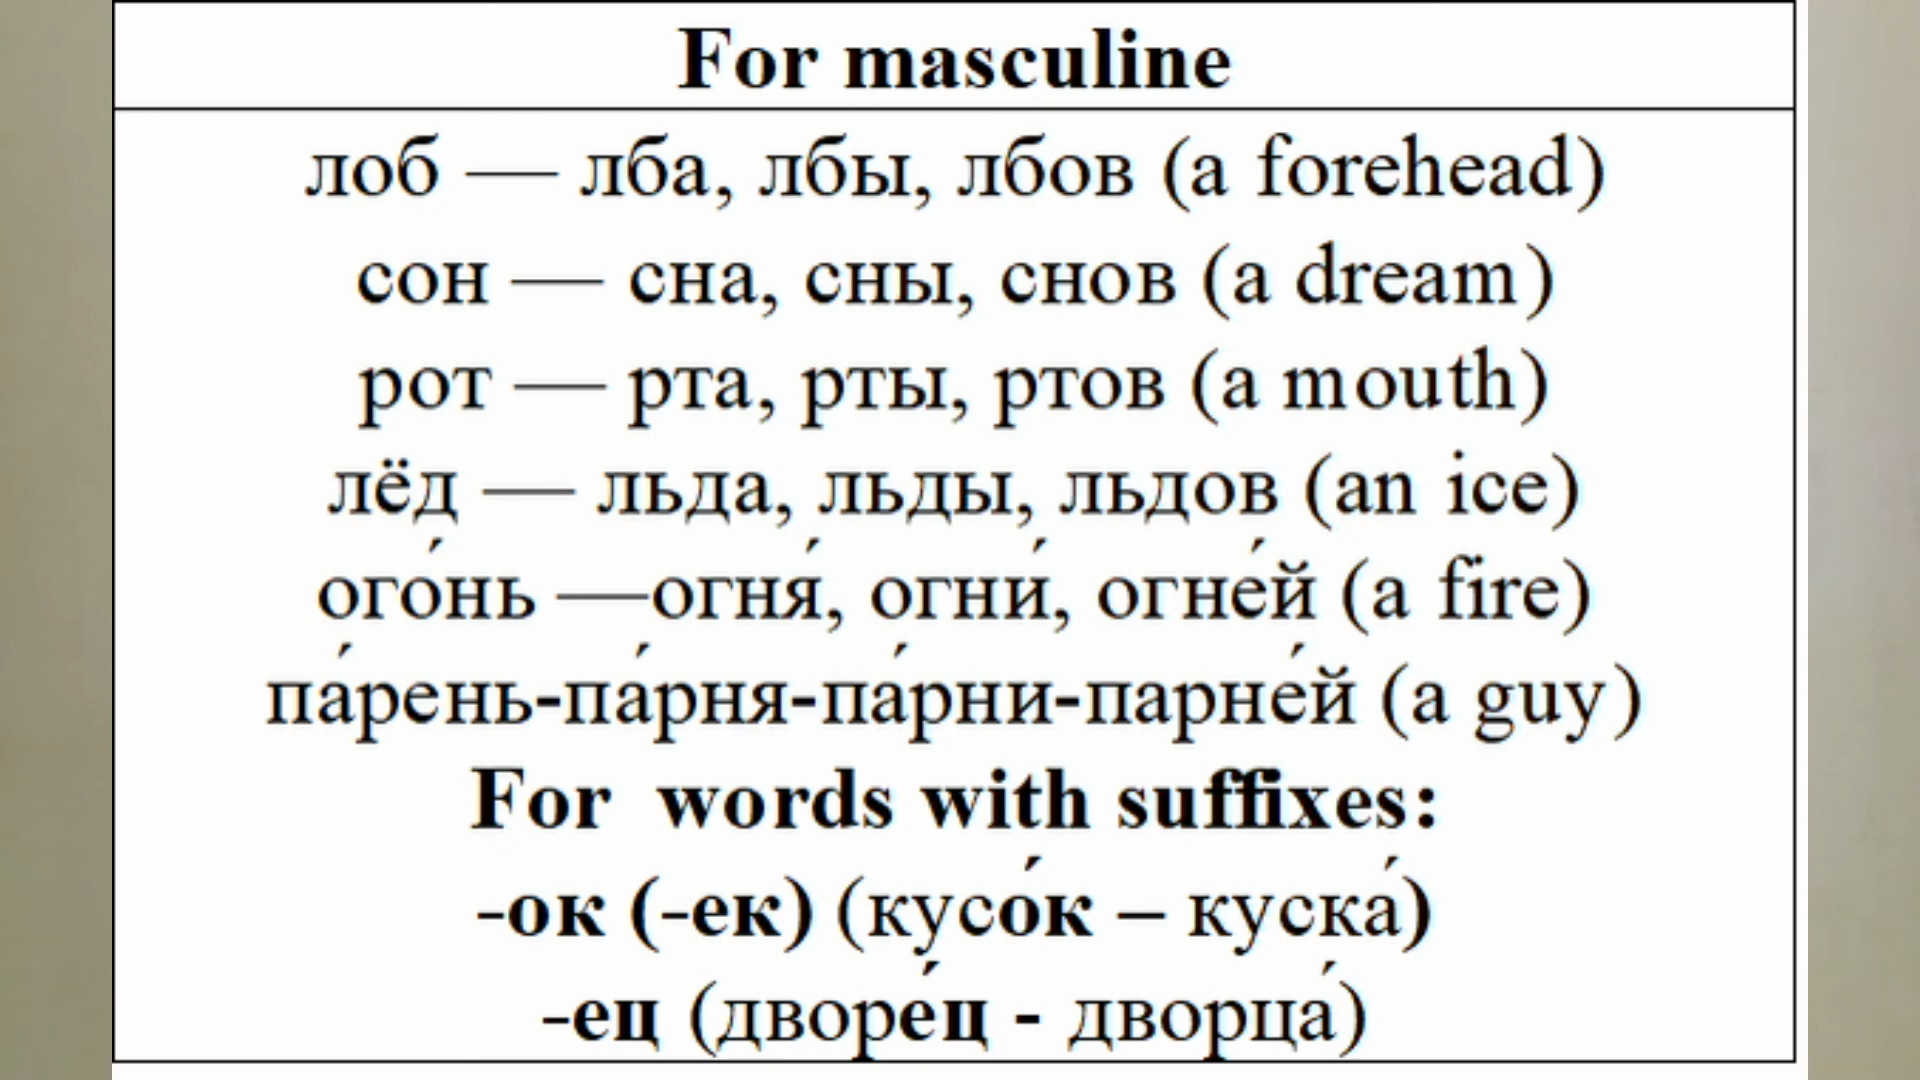 For masculine
лоб — лба, лбы, лбов (a forehead)
сон — сна, сны, снов (a dream)
рот — рта, рты, ртов (a mouth)
лёд — льда, льды, льдов (an ice)
ого́нь —огня́, огни́, огне́й (a fire)
па́рень-па́рня-па́рни-парне́й (a guy)
For words with suffixes:
-ок (-ек) (кусо́к – куска́)
-ец (дворе́ц - дворца́)